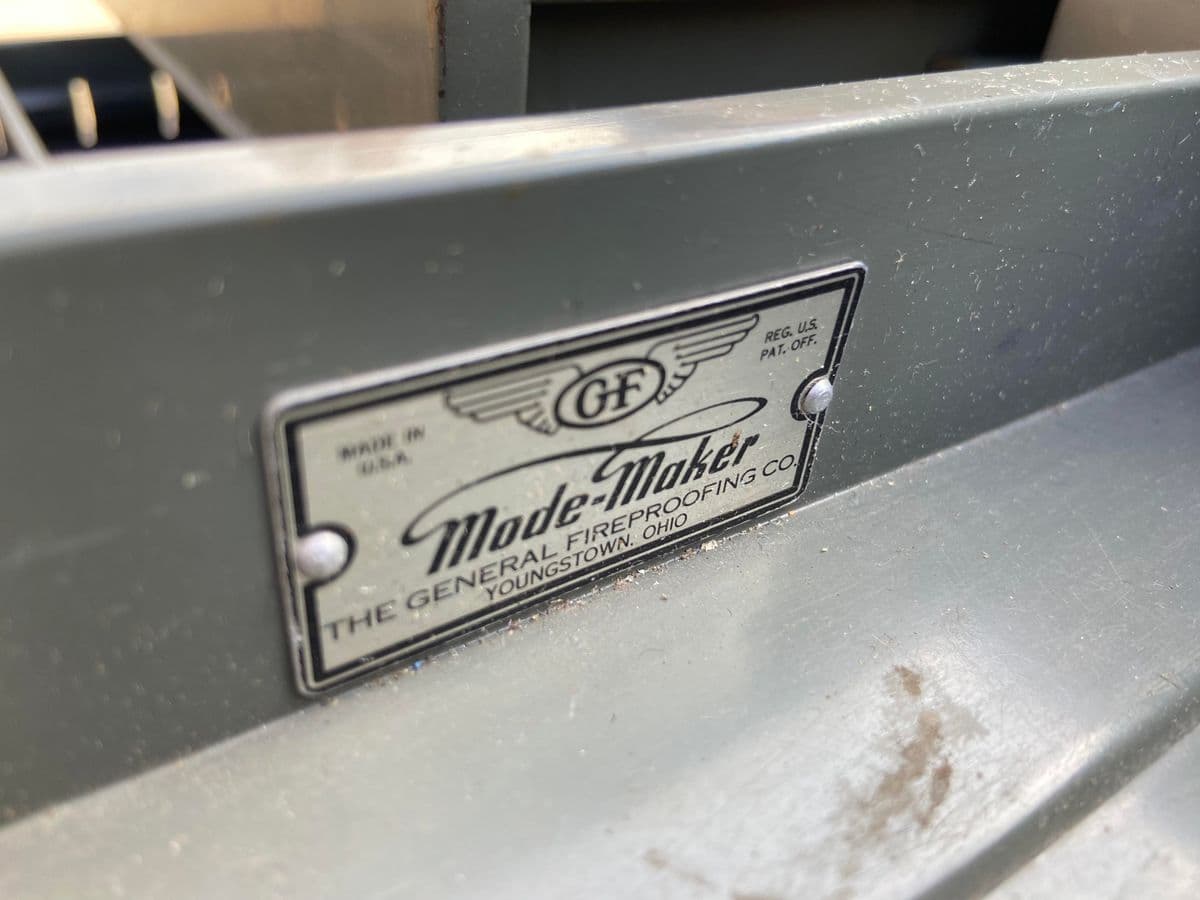 GF
REG. U.S.
PAT. OFF.
MADE IN
U.S.A.
Mode-Maker
THE GENERAL FIREPROOFING CO.
YOUNGSTOWN, OHIO